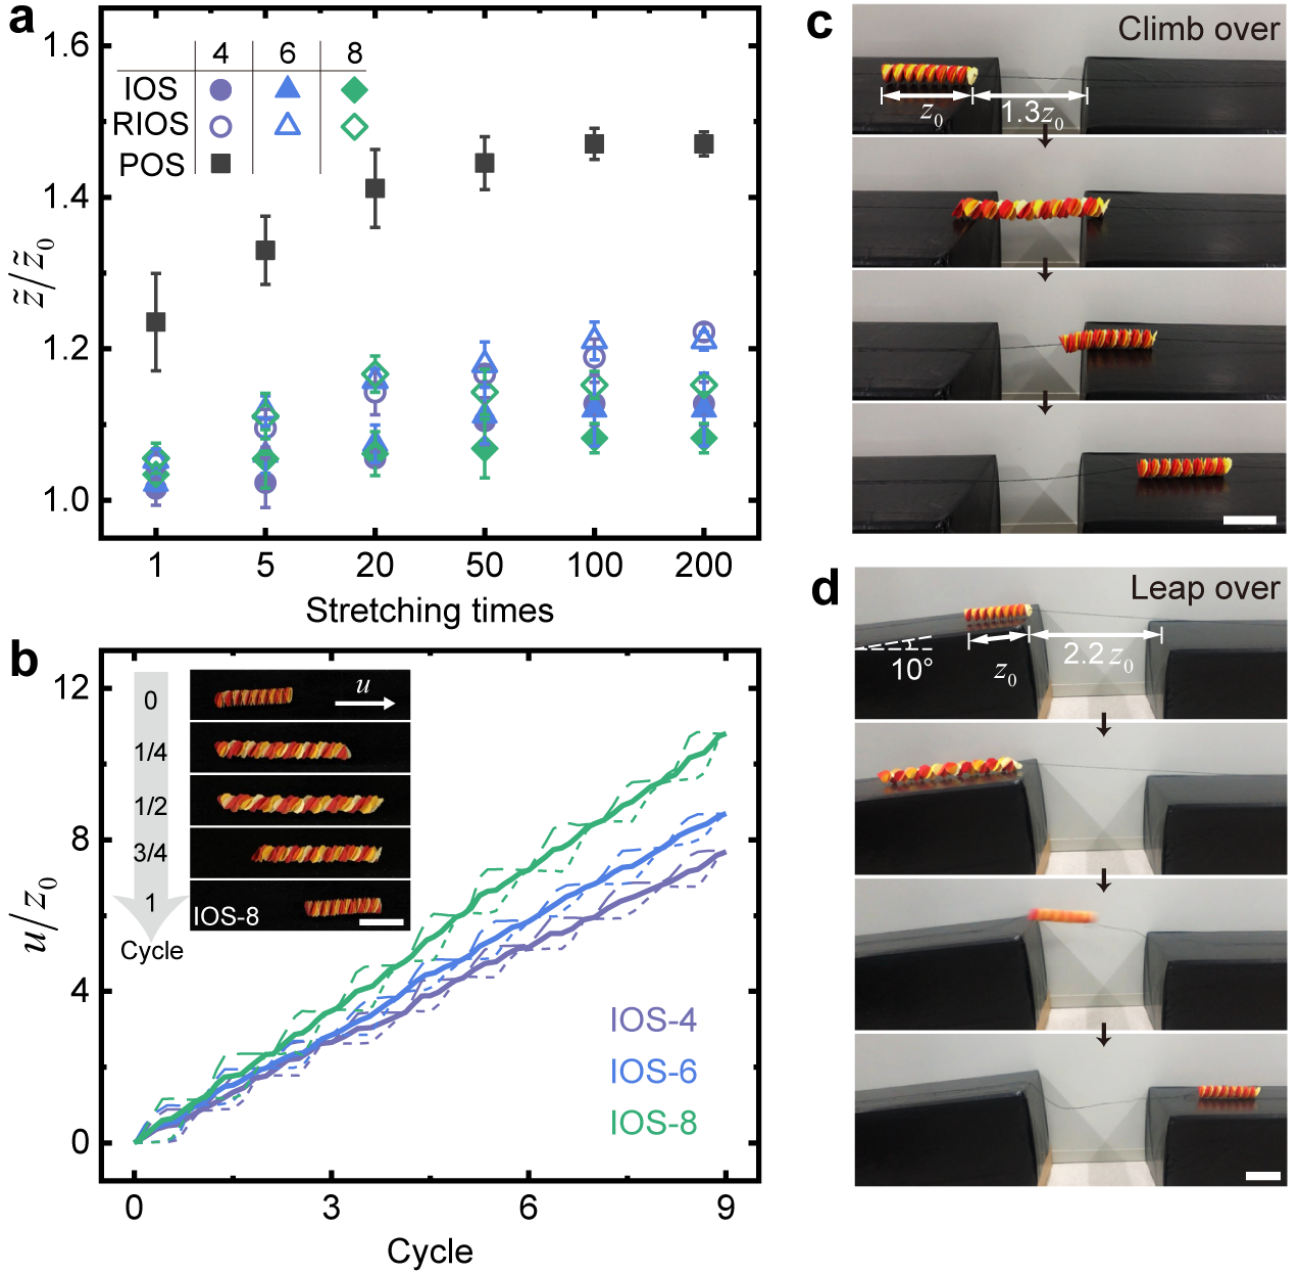 a
1.6
1.4
1.2
1.0
z̃/z̃₀
4 6 8
IOS
RIOS
POS
1 5 20 50 100 200
Stretching times
b
12
8
4
0
u/z₀
0
1/4
1/2
3/4
1
Cycle
u
IOS-8
IOS-4
IOS-6
IOS-8
0 3 6 9
Cycle
c
Climb over
z₀
1.3z₀
d
Leap over
10°
z₀
2.2 z₀